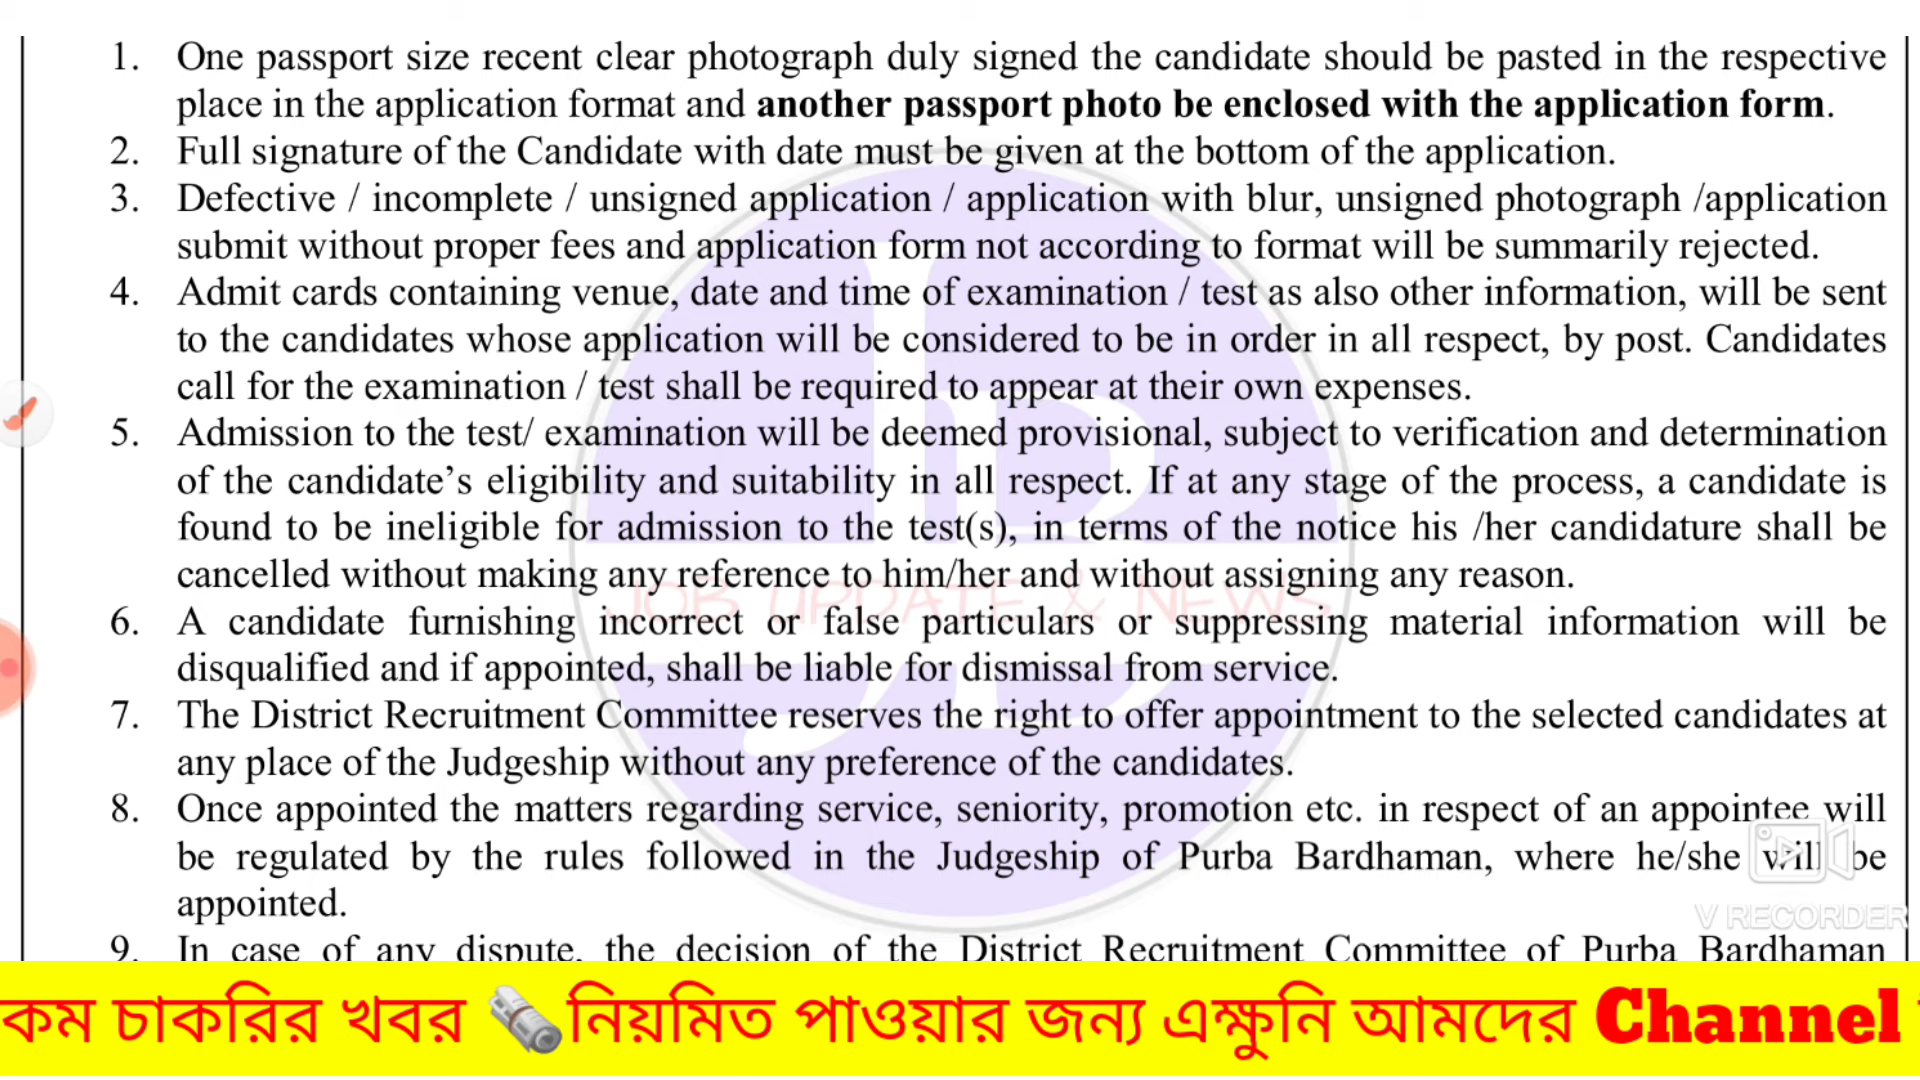 1. One passport size recent clear photograph duly signed the candidate should be pasted in the respective
place in the application format and another passport photo be enclosed with the application form.
2. Full signature of the Candidate with date must be given at the bottom of the application.
3. Defective / incomplete / unsigned application / application with blur, unsigned photograph /application
submit without proper fees and application form not according to format will be summarily rejected.
4. Admit cards containing venue, date and time of examination / test as also other information, will be sent
to the candidates whose application will be considered to be in order in all respect, by post. Candidates
call for the examination / test shall be required to appear at their own expenses.
5. Admission to the test/ examination will be deemed provisional, subject to verification and determination
of the candidate’s eligibility and suitability in all respect. If at any stage of the process, a candidate is
found to be ineligible for admission to the test(s), in terms of the notice his /her candidature shall be
cancelled without making any reference to him/her and without assigning any reason.
JOB UPDATE & NEWS
6. A candidate furnishing incorrect or false particulars or suppressing material information will be
disqualified and if appointed, shall be liable for dismissal from service.
7. The District Recruitment Committee reserves the right to offer appointment to the selected candidates at
any place of the Judgeship without any preference of the candidates.
8. Once appointed the matters regarding service, seniority, promotion etc. in respect of an appointee will
be regulated by the rules followed in the Judgeship of Purba Bardhaman, where he/she will be
appointed.
V RECORDER
9. In case of any dispute, the decision of the District Recruitment Committee of Purba Bardhaman
কম চাকরির খবর নিয়মিত পাওয়ার জন্য এক্ষুনি আমদের Channel